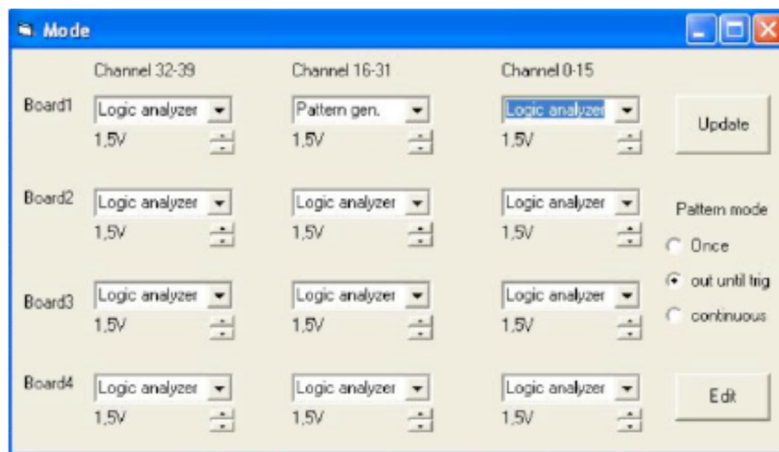 Mode
Channel 32-39 Channel 16-31 Channel 0-15
Board1 Logic analyzer Pattern gen. Logic analyzer Update
1,5V 1,5V 1,5V
Board2 Logic analyzer Logic analyzer Logic analyzer Pattern mode
1,5V 1,5V 1,5V Once
out until trig
Board3 Logic analyzer Logic analyzer Logic analyzer continuous
1,5V 1,5V 1,5V
Board4 Logic analyzer Logic analyzer Logic analyzer Edit
1,5V 1,5V 1,5V